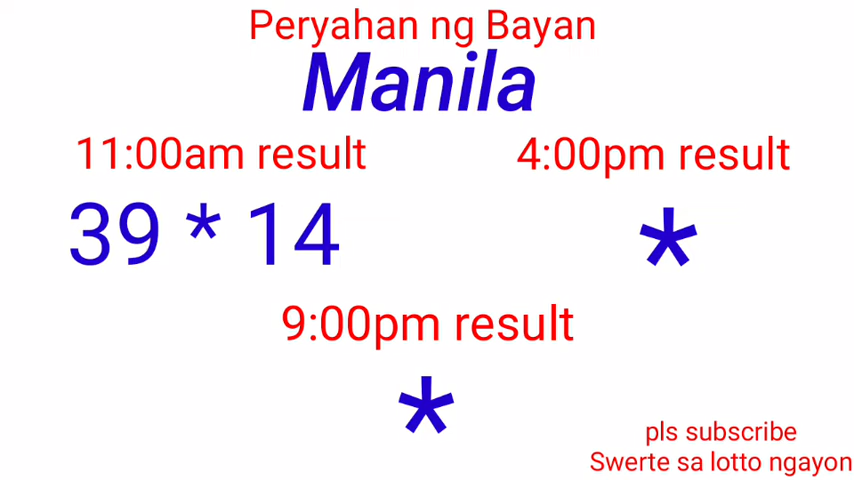 Peryahan ng Bayan
Manila
11:00am result
4:00pm result
39 * 14
*
9:00pm result
*
pls subscribe
Swerte sa lotto ngayon